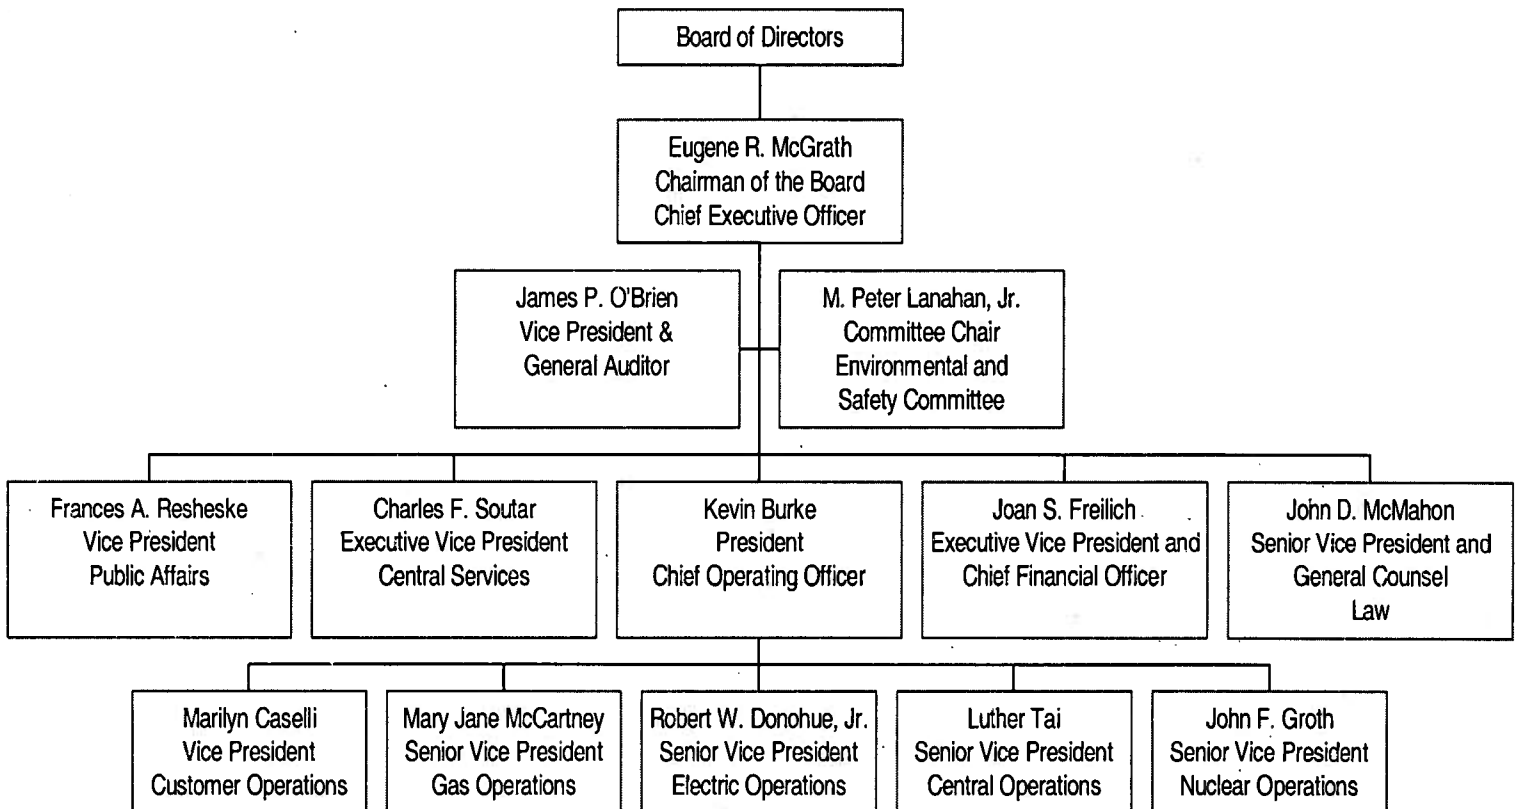 Board of Directors
Eugene R. McGrath
Chairman of the Board
Chief Executive Officer
James P. O'Brien
Vice President &
General Auditor
M. Peter Lanahan, Jr.
Committee Chair
Environmental and
Safety Committee
Frances A. Resheske
Vice President
Public Affairs
Charles F. Soutar
Executive Vice President
Central Services
Kevin Burke
President
Chief Operating Officer
Joan S. Freilich
Executive Vice President and
Chief Financial Officer
John D. McMahon
Senior Vice President and
General Counsel
Law
Marilyn Caselli
Vice President
Customer Operations
Mary Jane McCartney
Senior Vice President
Gas Operations
Robert W. Donohue, Jr.
Senior Vice President
Electric Operations
Luther Tai
Senior Vice President
Central Operations
John F. Groth
Senior Vice President
Nuclear Operations